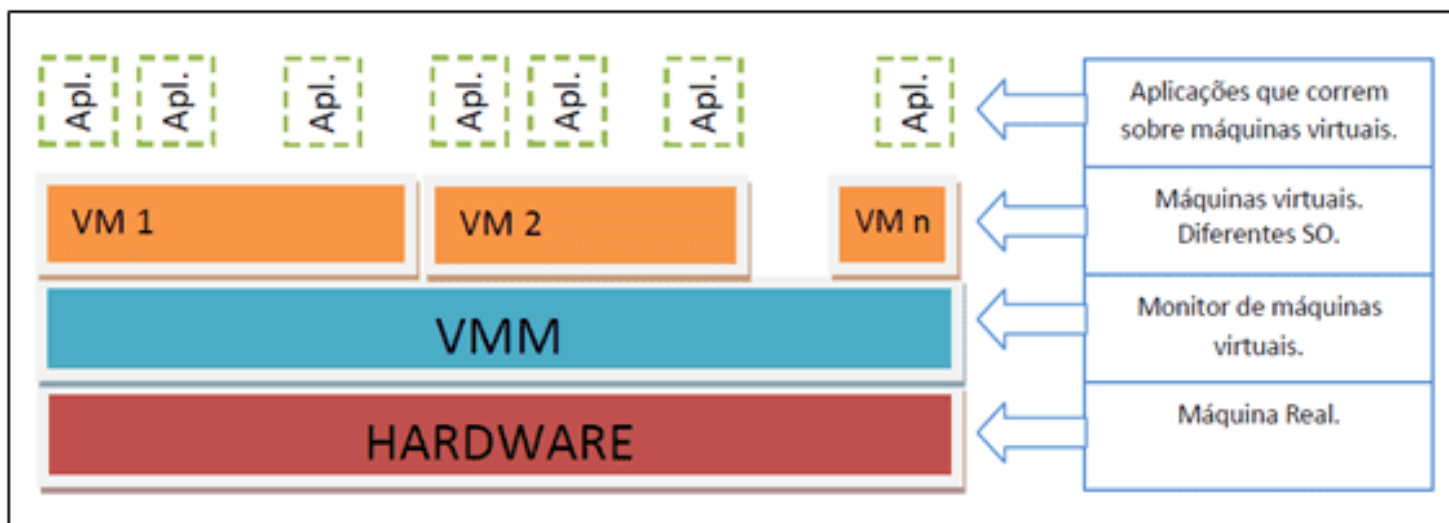 Apl.
Apl.
Apl.
Apl.
Apl.
Apl.
Apl.
Aplicações que correm
sobre máquinas virtuais.
VM 1
VM 2
VM n
Máquinas virtuais.
Diferentes SO.
VMM
Monitor de máquinas
virtuais.
HARDWARE
Máquina Real.